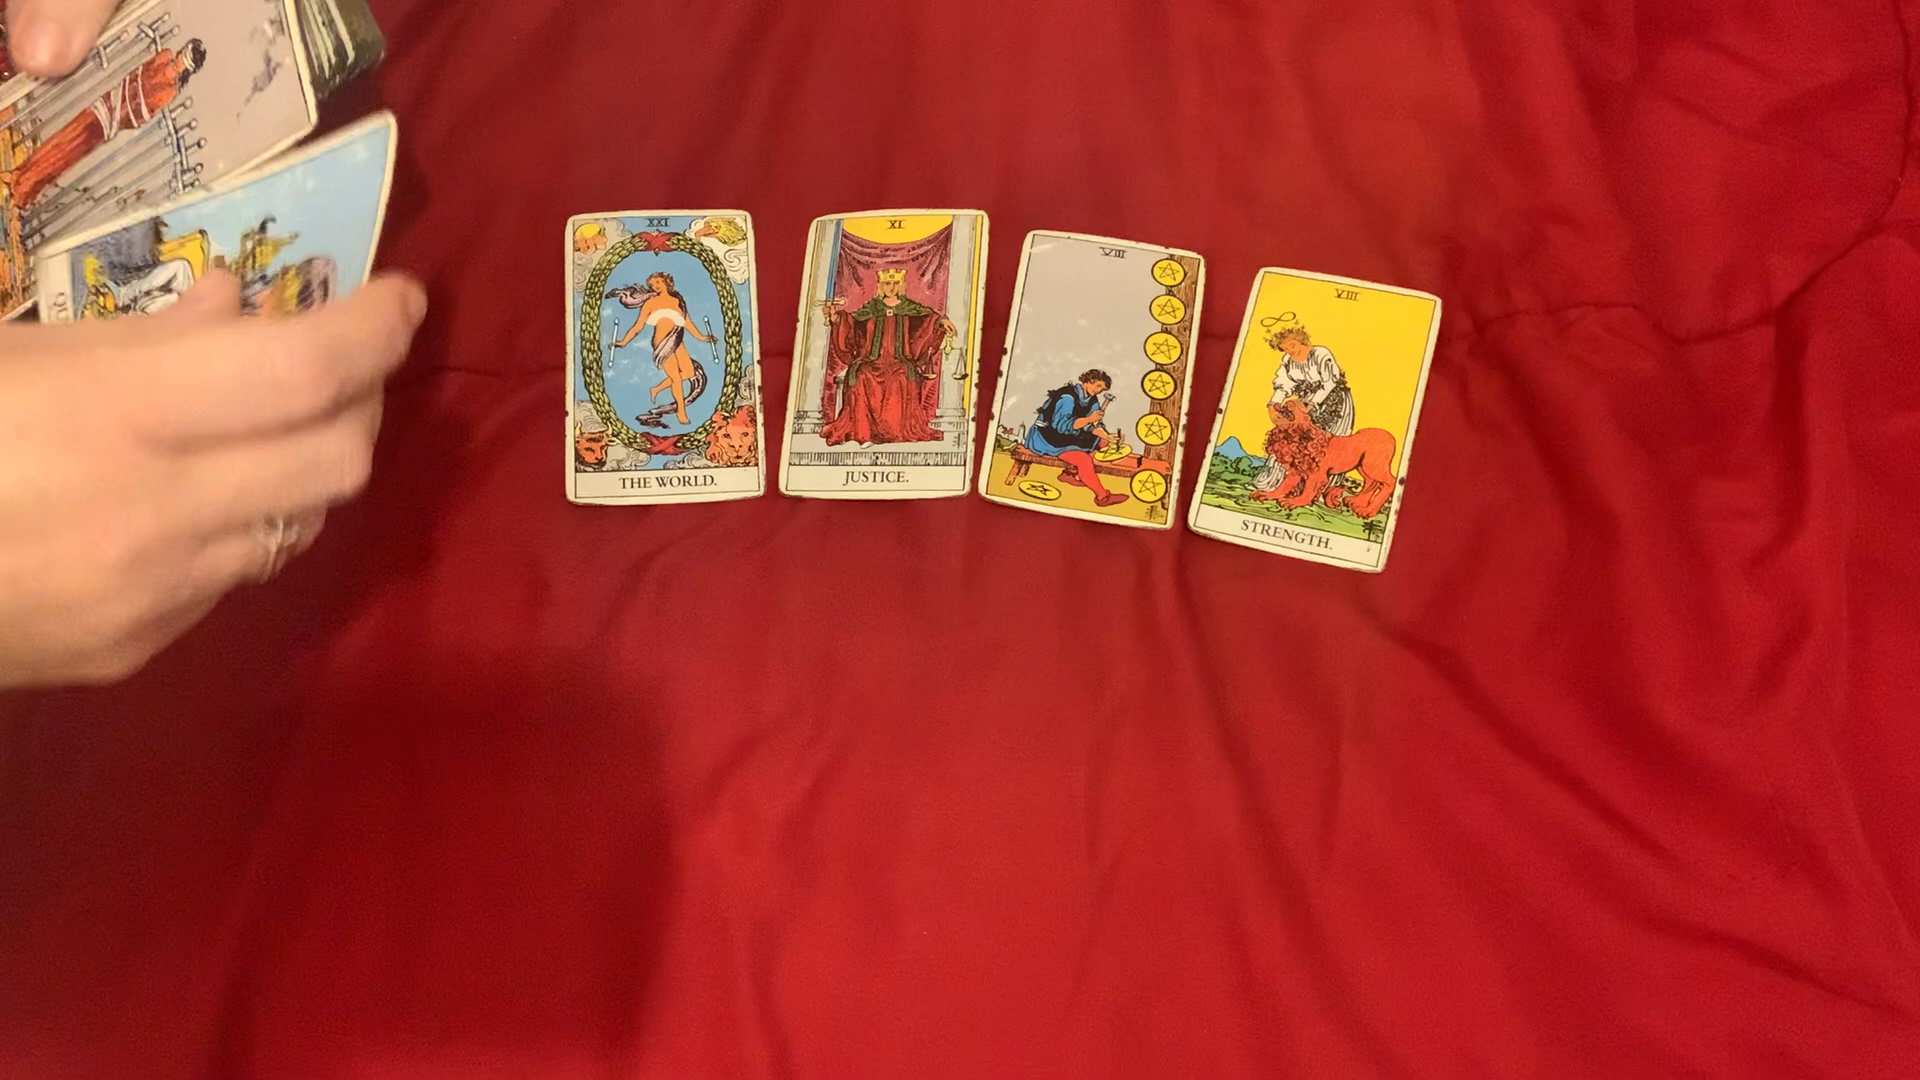 XXI
THE WORLD.
XI
JUSTICE.
VIII
VIII
STRENGTH.